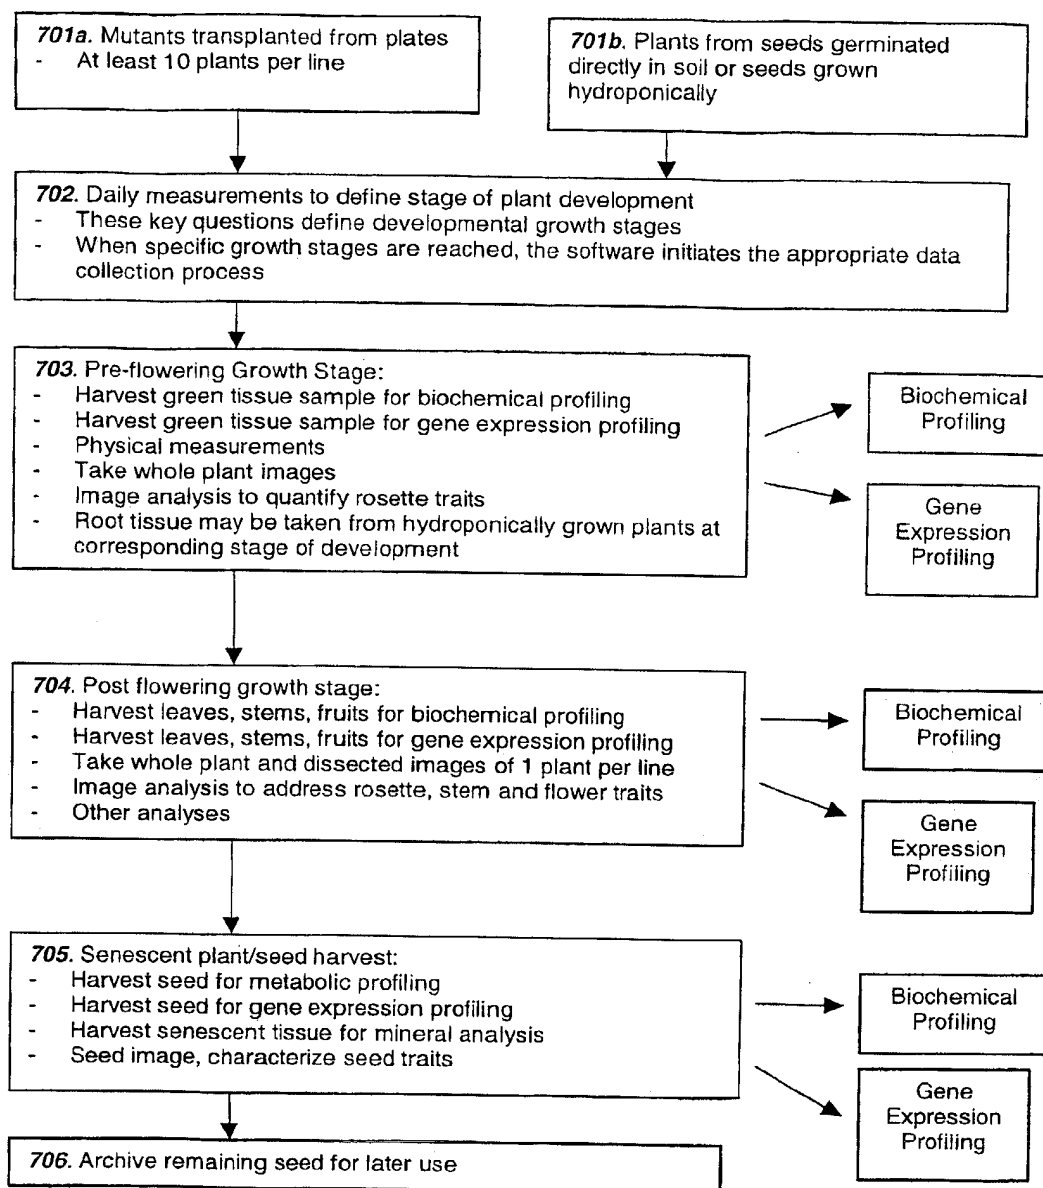 701a. Mutants transplanted from plates
- At least 10 plants per line
701b. Plants from seeds germinated
directly in soil or seeds grown
hydroponically
702. Daily measurements to define stage of plant development
- These key questions define developmental growth stages
- When specific growth stages are reached, the software initiates the appropriate data
collection process
703. Pre-flowering Growth Stage:
- Harvest green tissue sample for biochemical profiling
- Harvest green tissue sample for gene expression profiling
- Physical measurements
- Take whole plant images
- Image analysis to quantify rosette traits
- Root tissue may be taken from hydroponically grown plants at
corresponding stage of development
Biochemical
Profiling
Gene
Expression
Profiling
704. Post flowering growth stage:
- Harvest leaves, stems, fruits for biochemical profiling
- Harvest leaves, stems, fruits for gene expression profiling
- Take whole plant and dissected images of 1 plant per line
- Image analysis to address rosette, stem and flower traits
- Other analyses
Biochemical
Profiling
Gene
Expression
Profiling
705. Senescent plant/seed harvest:
- Harvest seed for metabolic profiling
- Harvest seed for gene expression profiling
- Harvest senescent tissue for mineral analysis
- Seed image, characterize seed traits
Biochemical
Profiling
Gene
Expression
Profiling
706. Archive remaining seed for later use